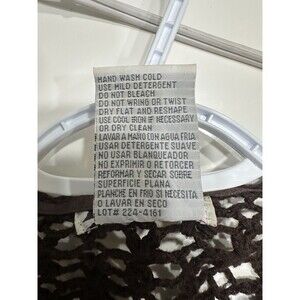 HAND WASH COLD
USE MILD DETERGENT
DO NOT BLEACH
DO NOT WRING OR TWIST
DRY FLAT AND RESHAPE
USE COOL IRON IF NECESSARY
OR DRY CLEAN
LAVAR A MANO CON AGUA FRIA
USAR DETERGENTE SUAVE
NO USAR BLANQUEADOR
NO EXPRIMIR O RETORCER
REFORMAR Y SECAR SOBRE
SUPERFICIE PLANA
PLANCHE EN FRIO SI NECESITA
O LAVAR EN SECO
LOT# 224-4161